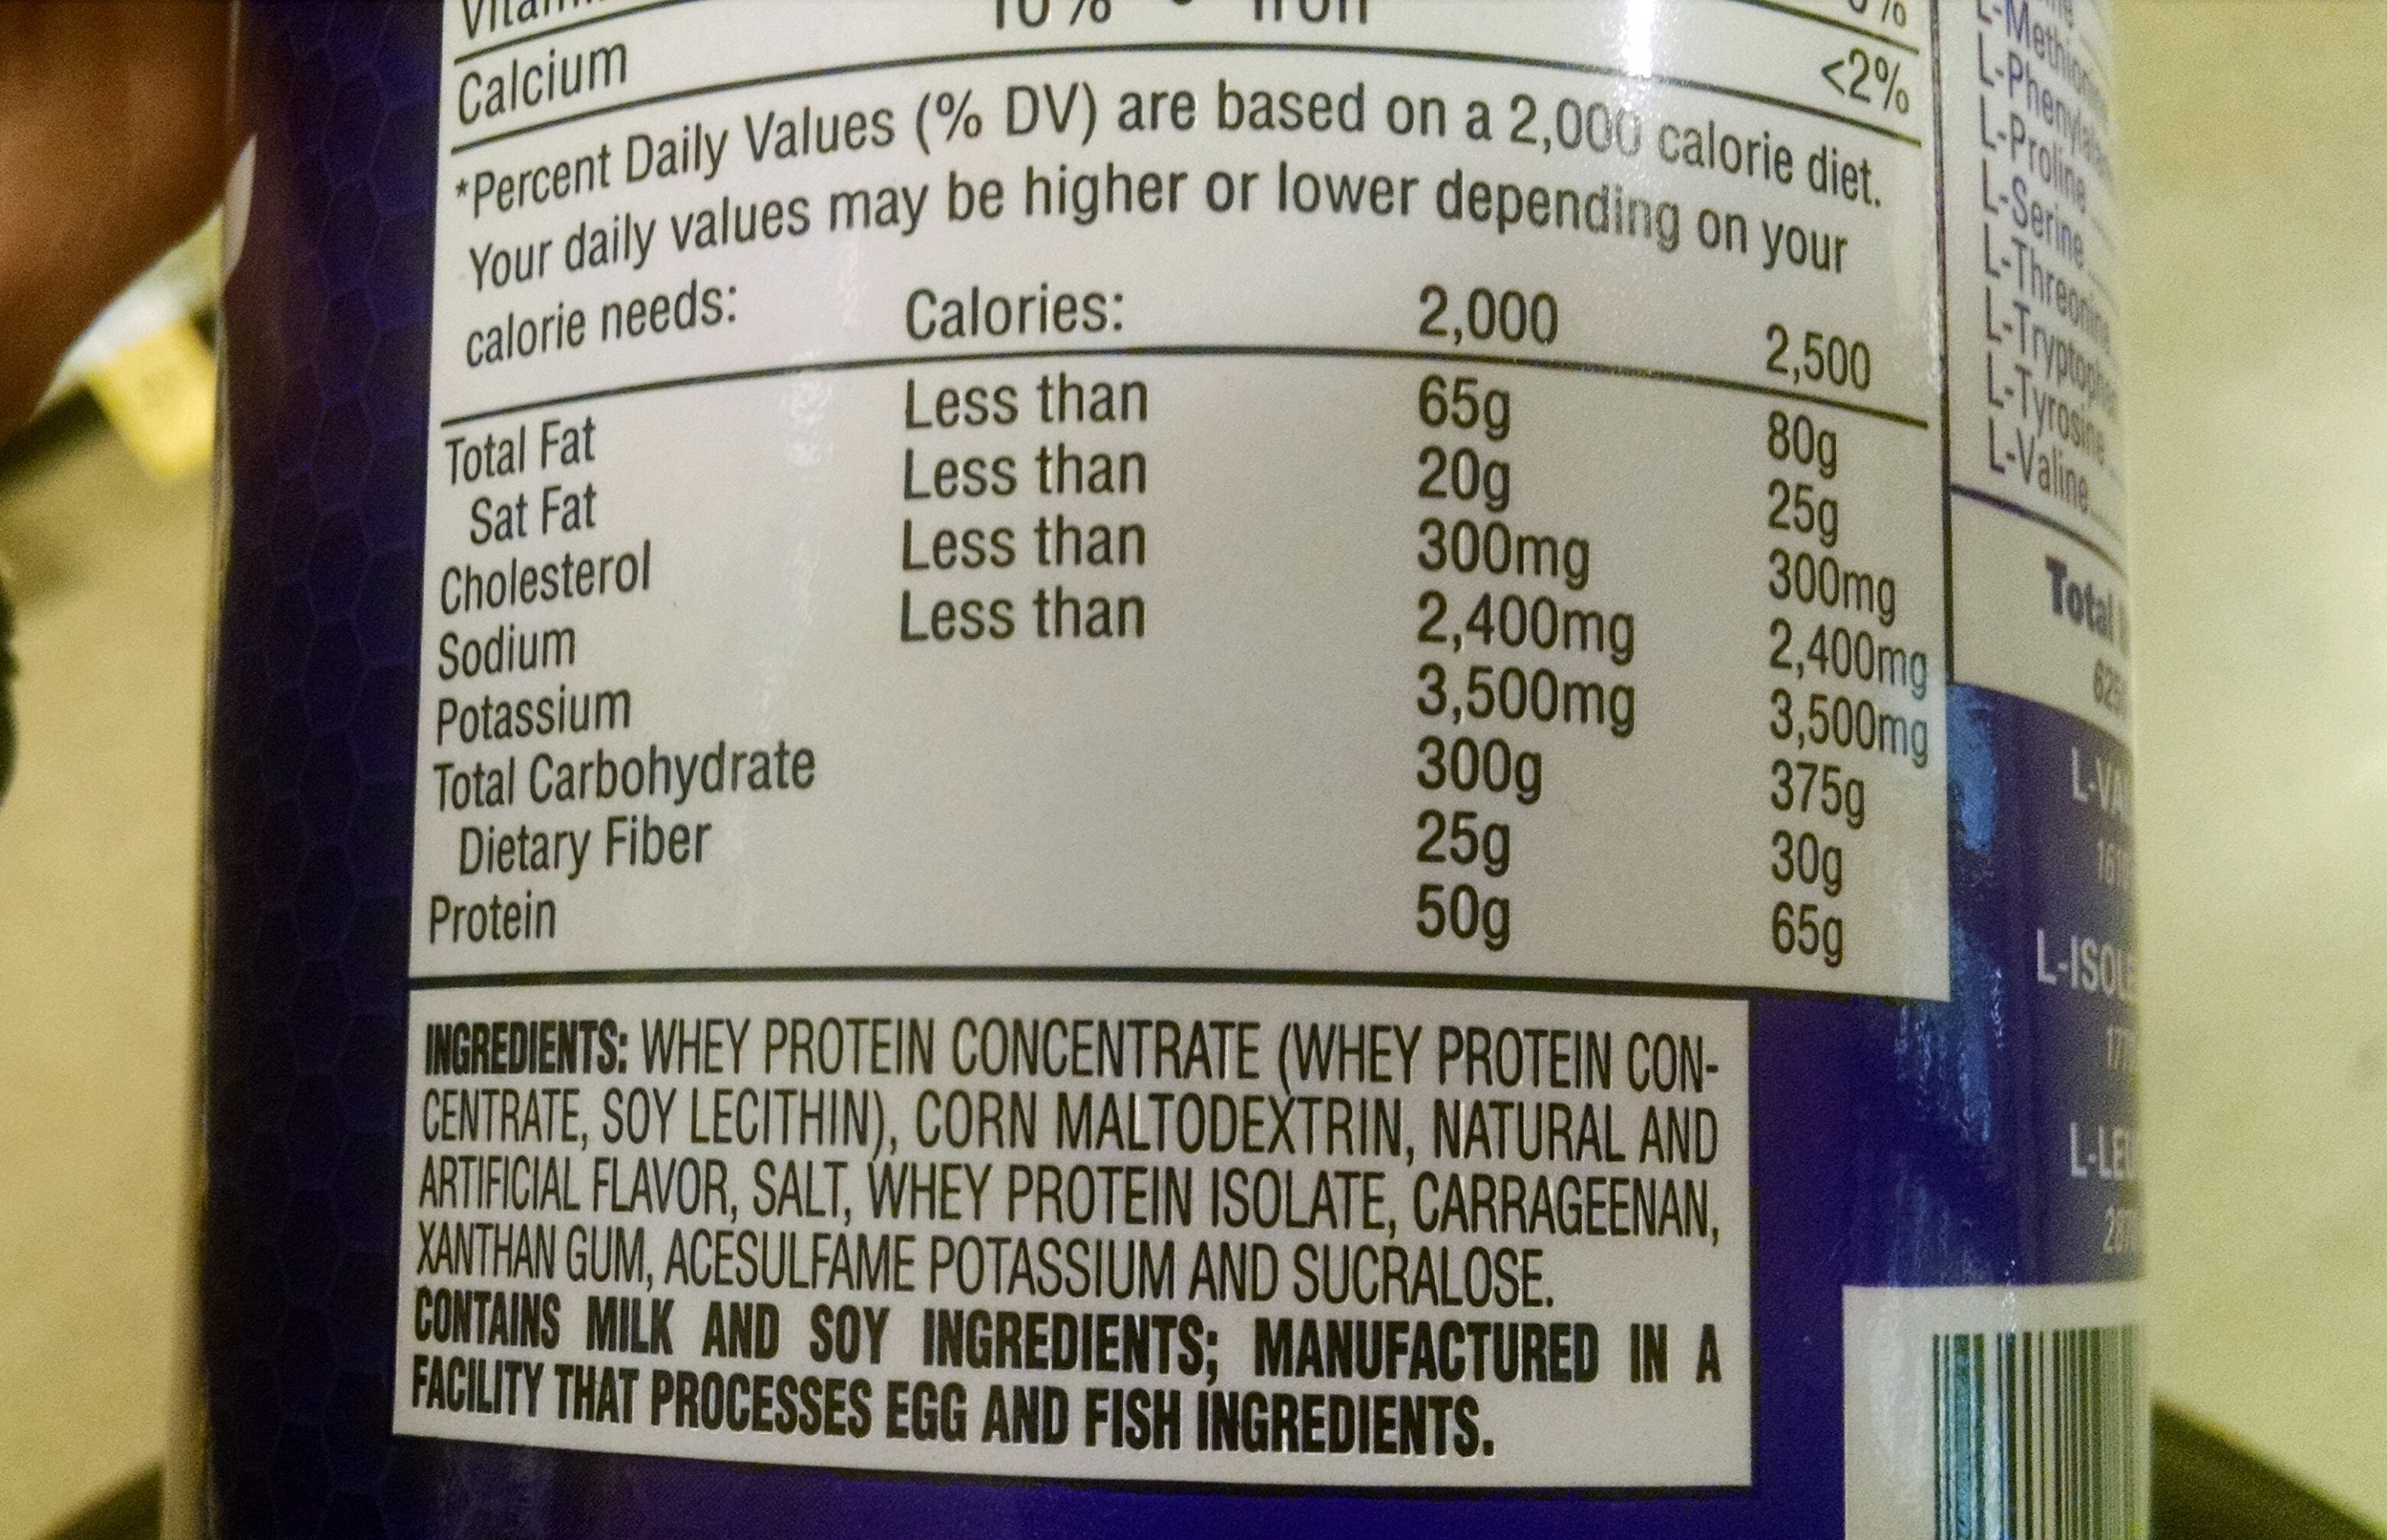 Calcium 10% • Iron <2%
*Percent Daily Values (% DV) are based on a 2,000 calorie diet.
Your daily values may be higher or lower depending on your
calorie needs: Calories: 2,000 2,500
Total Fat Less than 65g 80g
Sat Fat Less than 20g 25g
Cholesterol Less than 300mg 300mg
Sodium Less than 2,400mg 2,400mg
Potassium 3,500mg 3,500mg
Total Carbohydrate 300g 375g
Dietary Fiber 25g 30g
Protein 50g 65g
INGREDIENTS: WHEY PROTEIN CONCENTRATE (WHEY PROTEIN CON-
CENTRATE, SOY LECITHIN), CORN MALTODEXTRIN, NATURAL AND
ARTIFICIAL FLAVOR, SALT, WHEY PROTEIN ISOLATE, CARRAGEENAN,
XANTHAN GUM, ACESULFAME POTASSIUM AND SUCRALOSE.
CONTAINS MILK AND SOY INGREDIENTS; MANUFACTURED IN A
FACILITY THAT PROCESSES EGG AND FISH INGREDIENTS.
L-Proline
L-Serine
L-Tyrosine
L-Valine
Total